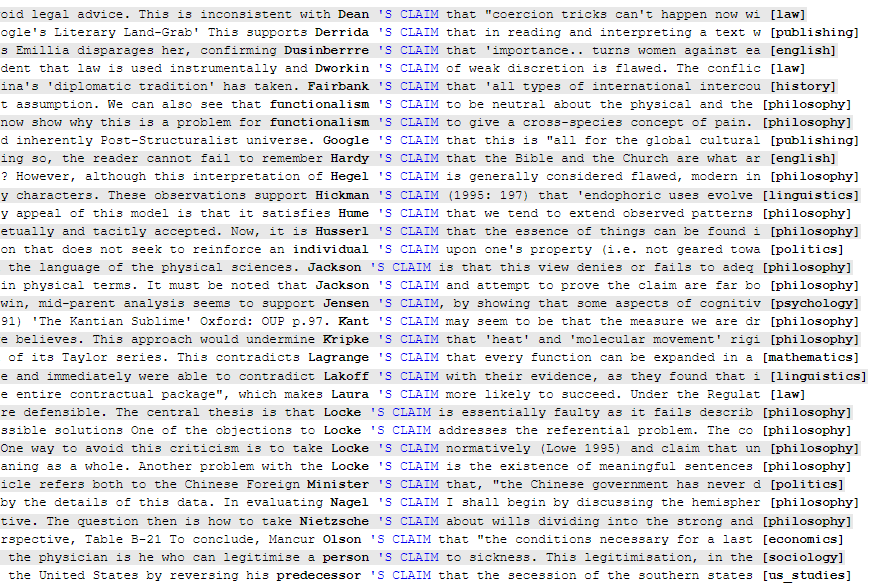 oid legal advice. This is inconsistent with Dean 'S CLAIM that "coercion tricks can't happen now wi [law]
ogle's Literary Land-Grab' This supports Derrida 'S CLAIM that in reading and interpreting a text w [publishing]
s Emillia disparages her, confirming Dusinberrre 'S CLAIM that 'importance.. turns women against ea [english]
dent that law is used instrumentally and Dworkin 'S CLAIM of weak discretion is flawed. The conflic [law]
ina's 'diplomatic tradition' has taken. Fairbank 'S CLAIM that 'all types of international intercou [history]
t assumption. We can also see that functionalism 'S CLAIM to be neutral about the physical and the [philosophy]
now show why this is a problem for functionalism 'S CLAIM to give a cross-species concept of pain. [philosophy]
d inherently Post-Structuralist universe. Google 'S CLAIM that this is "all for the global cultural [publishing]
ing so, the reader cannot fail to remember Hardy 'S CLAIM that the Bible and the Church are what ar [english]
? However, although this interpretation of Hegel 'S CLAIM is generally considered flawed, modern in [philosophy]
y characters. These observations support Hickman 'S CLAIM (1995: 197) that 'endophoric uses evolve [linguistics]
y appeal of this model is that it satisfies Hume 'S CLAIM that we tend to extend observed patterns [philosophy]
etually and tacitly accepted. Now, it is Husserl 'S CLAIM that the essence of things can be found i [philosophy]
on that does not seek to reinforce an individual 'S CLAIM upon one's property (i.e. not geared towa [politics]
the language of the physical sciences. Jackson 'S CLAIM is that this view denies or fails to adeq [philosophy]
in physical terms. It must be noted that Jackson 'S CLAIM and attempt to prove the claim are far bo [philosophy]
win, mid-parent analysis seems to support Jensen 'S CLAIM, by showing that some aspects of cognitiv [psychology]
91) 'The Kantian Sublime' Oxford: OUP p.97. Kant 'S CLAIM may seem to be that the measure we are dr [philosophy]
e believes. This approach would undermine Kripke 'S CLAIM that 'heat' and 'molecular movement' rigi [philosophy]
of its Taylor series. This contradicts Lagrange 'S CLAIM that every function can be expanded in a [mathematics]
e and immediately were able to contradict Lakoff 'S CLAIM with their evidence, as they found that i [linguistics]
e entire contractual package", which makes Laura 'S CLAIM more likely to succeed. Under the Regulat [law]
re defensible. The central thesis is that Locke 'S CLAIM is essentially faulty as it fails describ [philosophy]
ssible solutions One of the objections to Locke 'S CLAIM addresses the referential problem. The co [philosophy]
One way to avoid this criticism is to take Locke 'S CLAIM normatively (Lowe 1995) and claim that un [philosophy]
aning as a whole. Another problem with the Locke 'S CLAIM is the existence of meaningful sentences [philosophy]
icle refers both to the Chinese Foreign Minister 'S CLAIM that, "the Chinese government has never d [politics]
by the details of this data. In evaluating Nagel 'S CLAIM I shall begin by discussing the hemispher [philosophy]
tive. The question then is how to take Nietzsche 'S CLAIM about wills dividing into the strong and [philosophy]
rspective, Table B-21 To conclude, Mancur Olson 'S CLAIM that "the conditions necessary for a last [economics]
the physician is he who can legitimise a person 'S CLAIM to sickness. This legitimisation, in the [sociology]
the United States by reversing his predecessor 'S CLAIM that the secession of the southern states [us_studies]